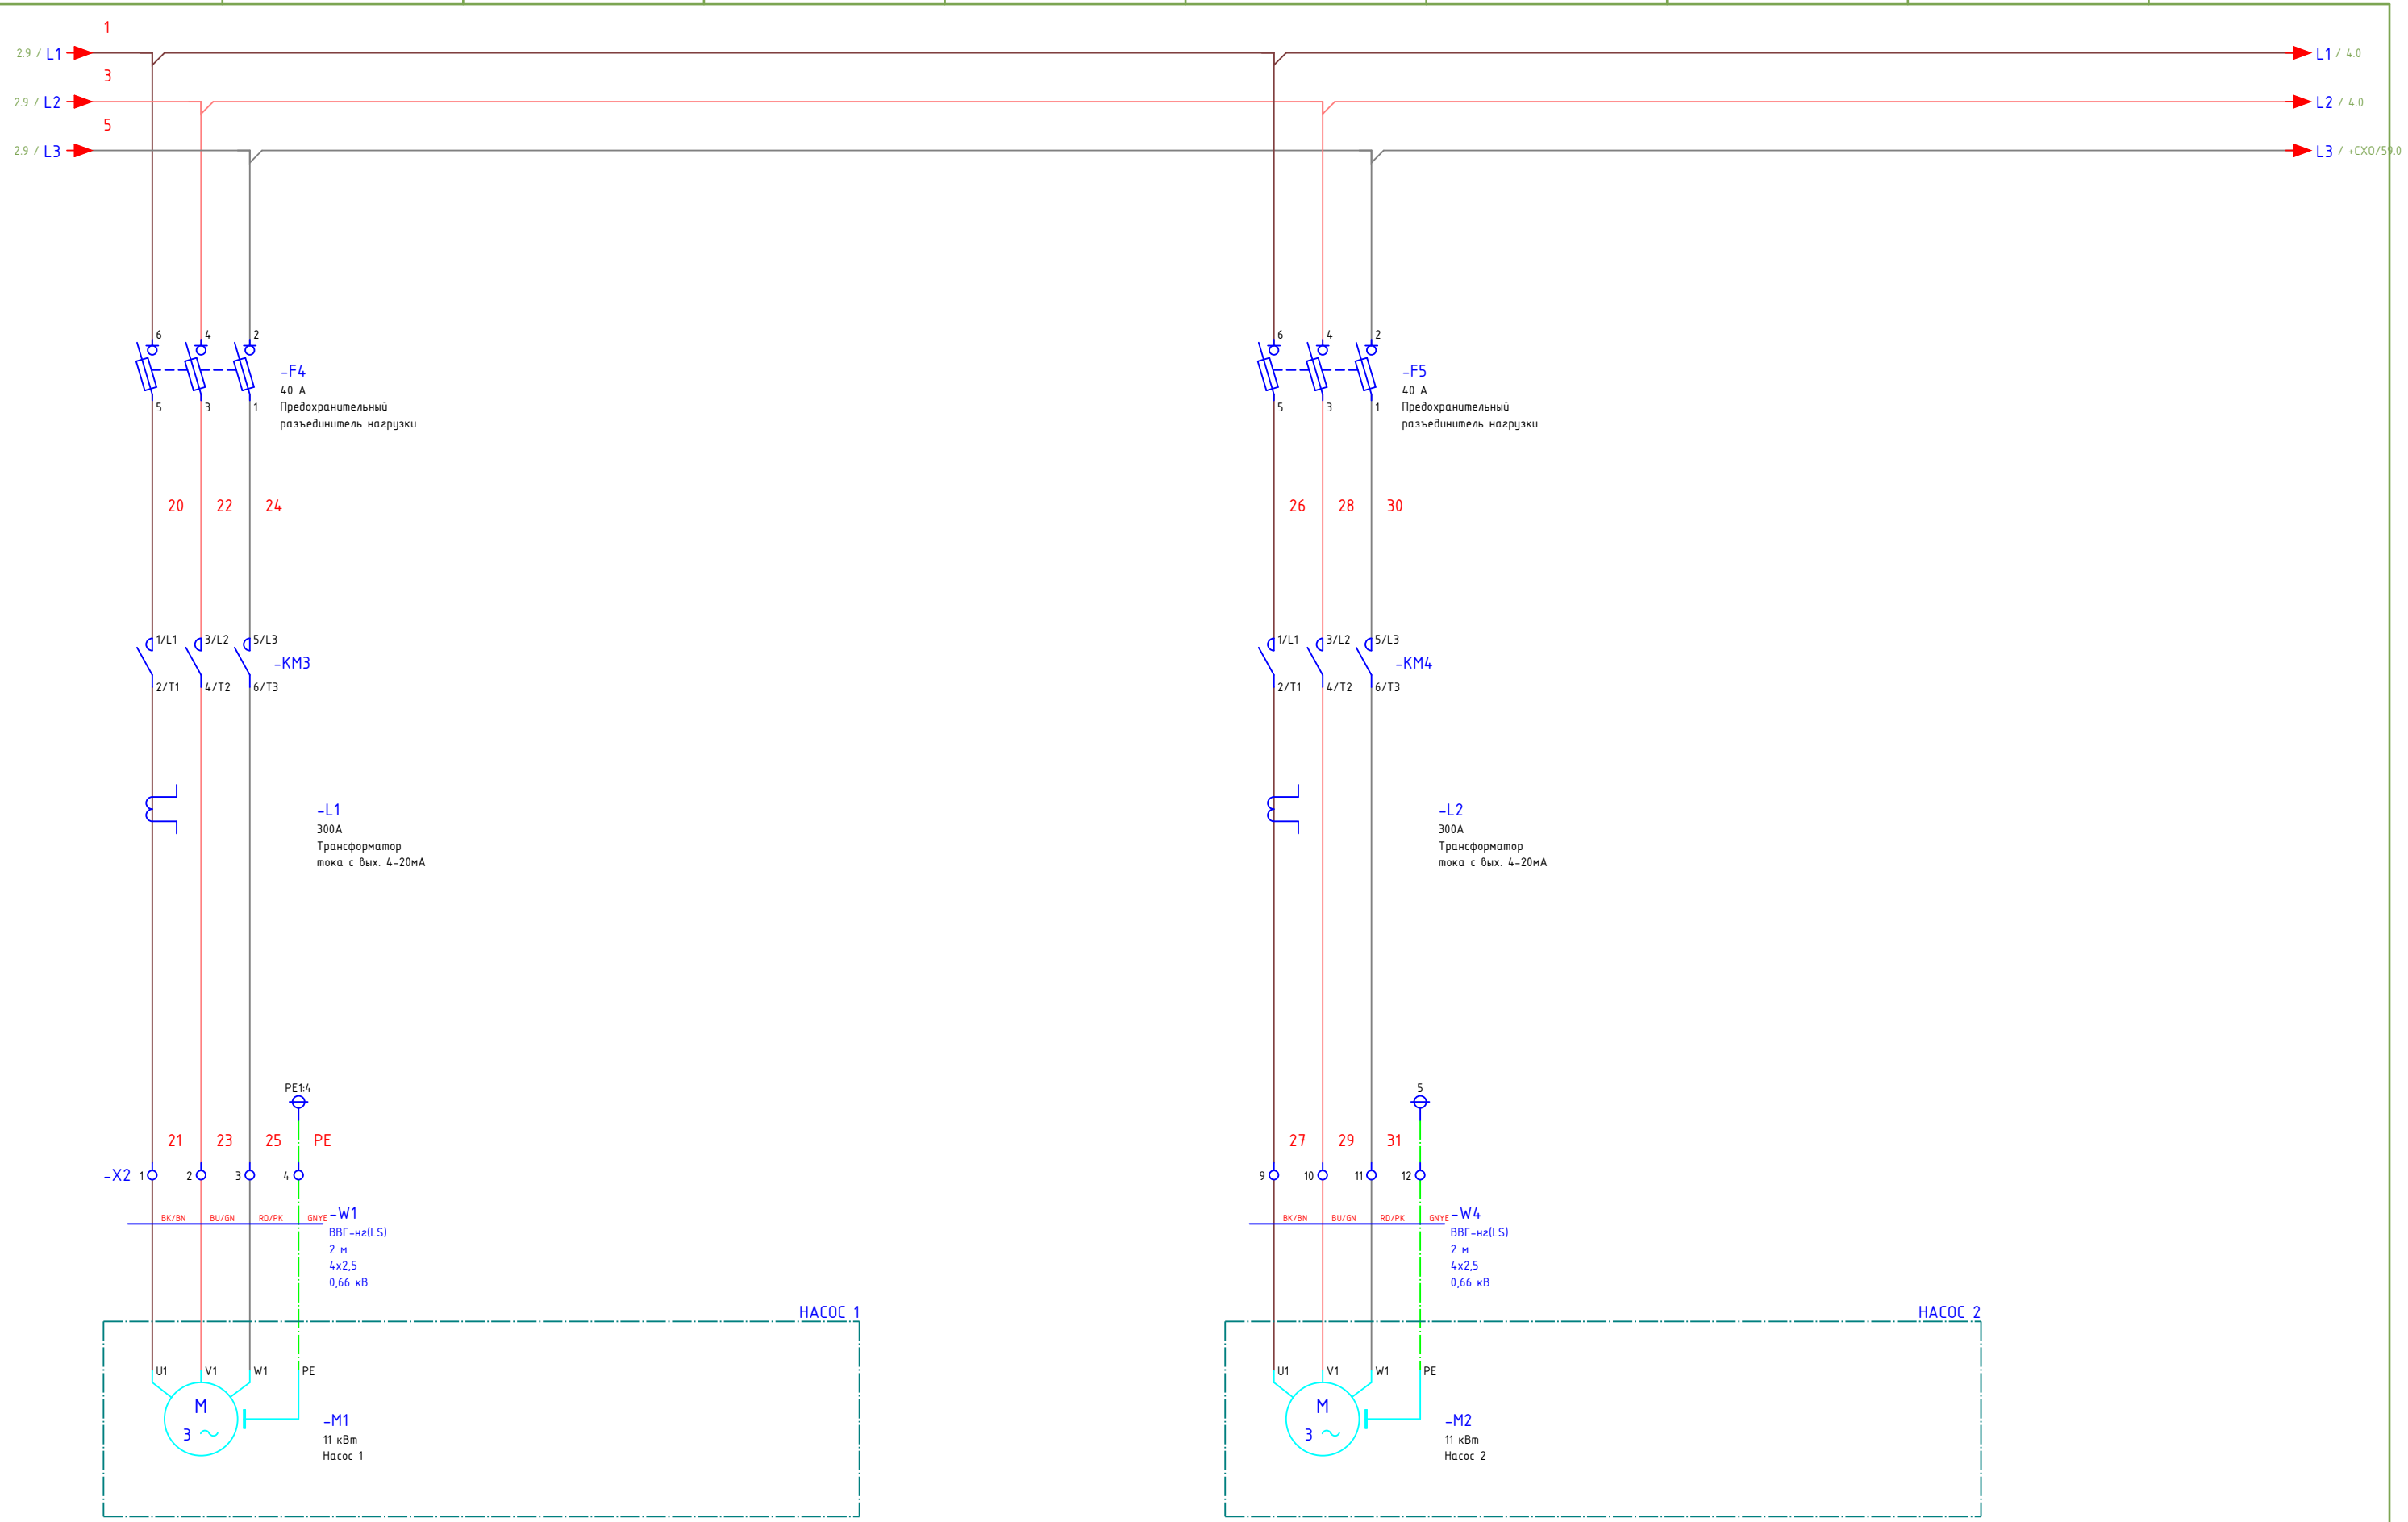 1
2.9 / L1
L1 / 4.0
3
2.9 / L2
L2 / 4.0
5
2.9 / L3
L3 / +СХО/59.0
6 4 2
-F4
40 А
Предохранительный
разъединитель нагрузки
5 3 1
6 4 2
-F5
40 А
Предохранительный
разъединитель нагрузки
5 3 1
20 22 24
26 28 30
1/L1 3/L2 5/L3
-KM3
2/T1 4/T2 6/T3
1/L1 3/L2 5/L3
-KM4
2/T1 4/T2 6/T3
-L1
300А
Трансформатор
тока с вых. 4-20мА
-L2
300А
Трансформатор
тока с вых. 4-20мА
PE1:4
21 23 25 PE
-X2 1 2 3 4
5
27 29 31
9 10 11 12
BK/BN BU/GN RD/PK GNYE
-W1
ВВГ-нг(LS)
2 м
4х2,5
0,66 кВ
BK/BN BU/GN RD/PK GNYE
-W4
ВВГ-нг(LS)
2 м
4х2,5
0,66 кВ
НАСОС 1
U1 V1 W1 PE
M
3
-M1
11 кВт
Насос 1
НАСОС 2
U1 V1 W1 PE
M
3
-M2
11 кВт
Насос 2